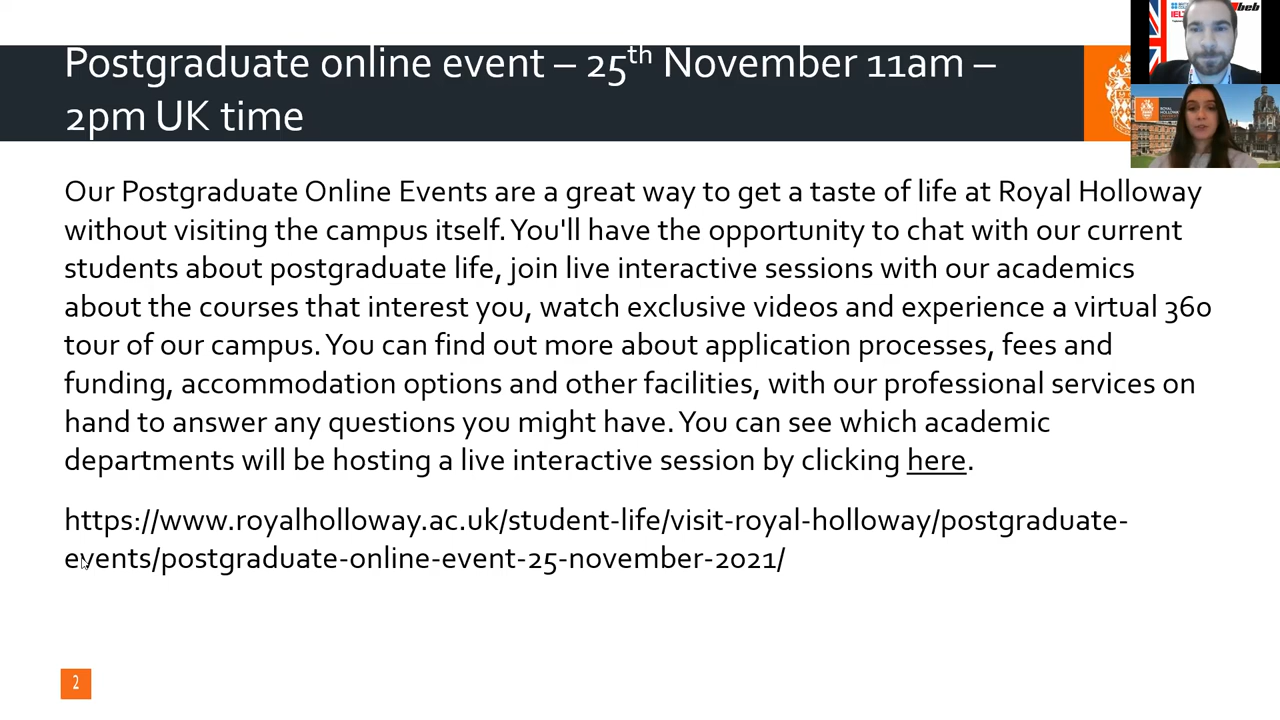 Postgraduate online event – 25th November 11am –
2pm UK time
beb
IELT
ROYAL
Our Postgraduate Online Events are a great way to get a taste of life at Royal Holloway
without visiting the campus itself. You'll have the opportunity to chat with our current
students about postgraduate life, join live interactive sessions with our academics
about the courses that interest you, watch exclusive videos and experience a virtual 360
tour of our campus. You can find out more about application processes, fees and
funding, accommodation options and other facilities, with our professional services on
hand to answer any questions you might have. You can see which academic
departments will be hosting a live interactive session by clicking here.
https://www.royalholloway.ac.uk/student-life/visit-royal-holloway/postgraduate-
events/postgraduate-online-event-25-november-2021/
2